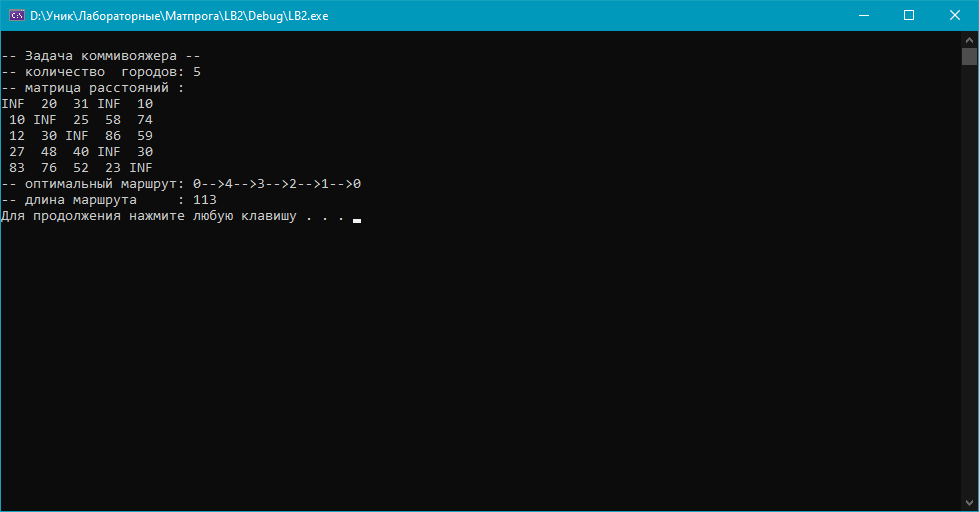 D:\Уник\Лабораторные\Матпрога\LB2\Debug\LB2.exe
-- Задача коммивояжера --
-- количество  городов: 5
-- матрица расстояний :
INF  20  31 INF  10
 10 INF  25  58  74
 12  30 INF  86  59
 27  48  40 INF  30
 83  76  52  23 INF
-- оптимальный маршрут: 0-->4-->3-->2-->1-->0
-- длина маршрута     : 113
Для продолжения нажмите любую клавишу . . .